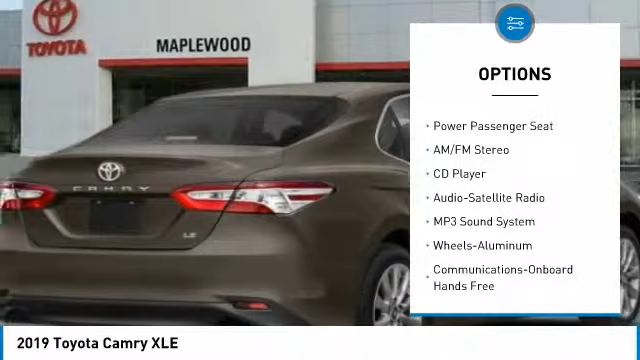 TOYOTA
MAPLEWOOD
CAMRY
LE
OPTIONS
Power Passenger Seat
AM/FM Stereo
CD Player
Audio-Satellite Radio
MP3 Sound System
Wheels-Aluminum
Communications-Onboard
Hands Free
2019 Toyota Camry XLE